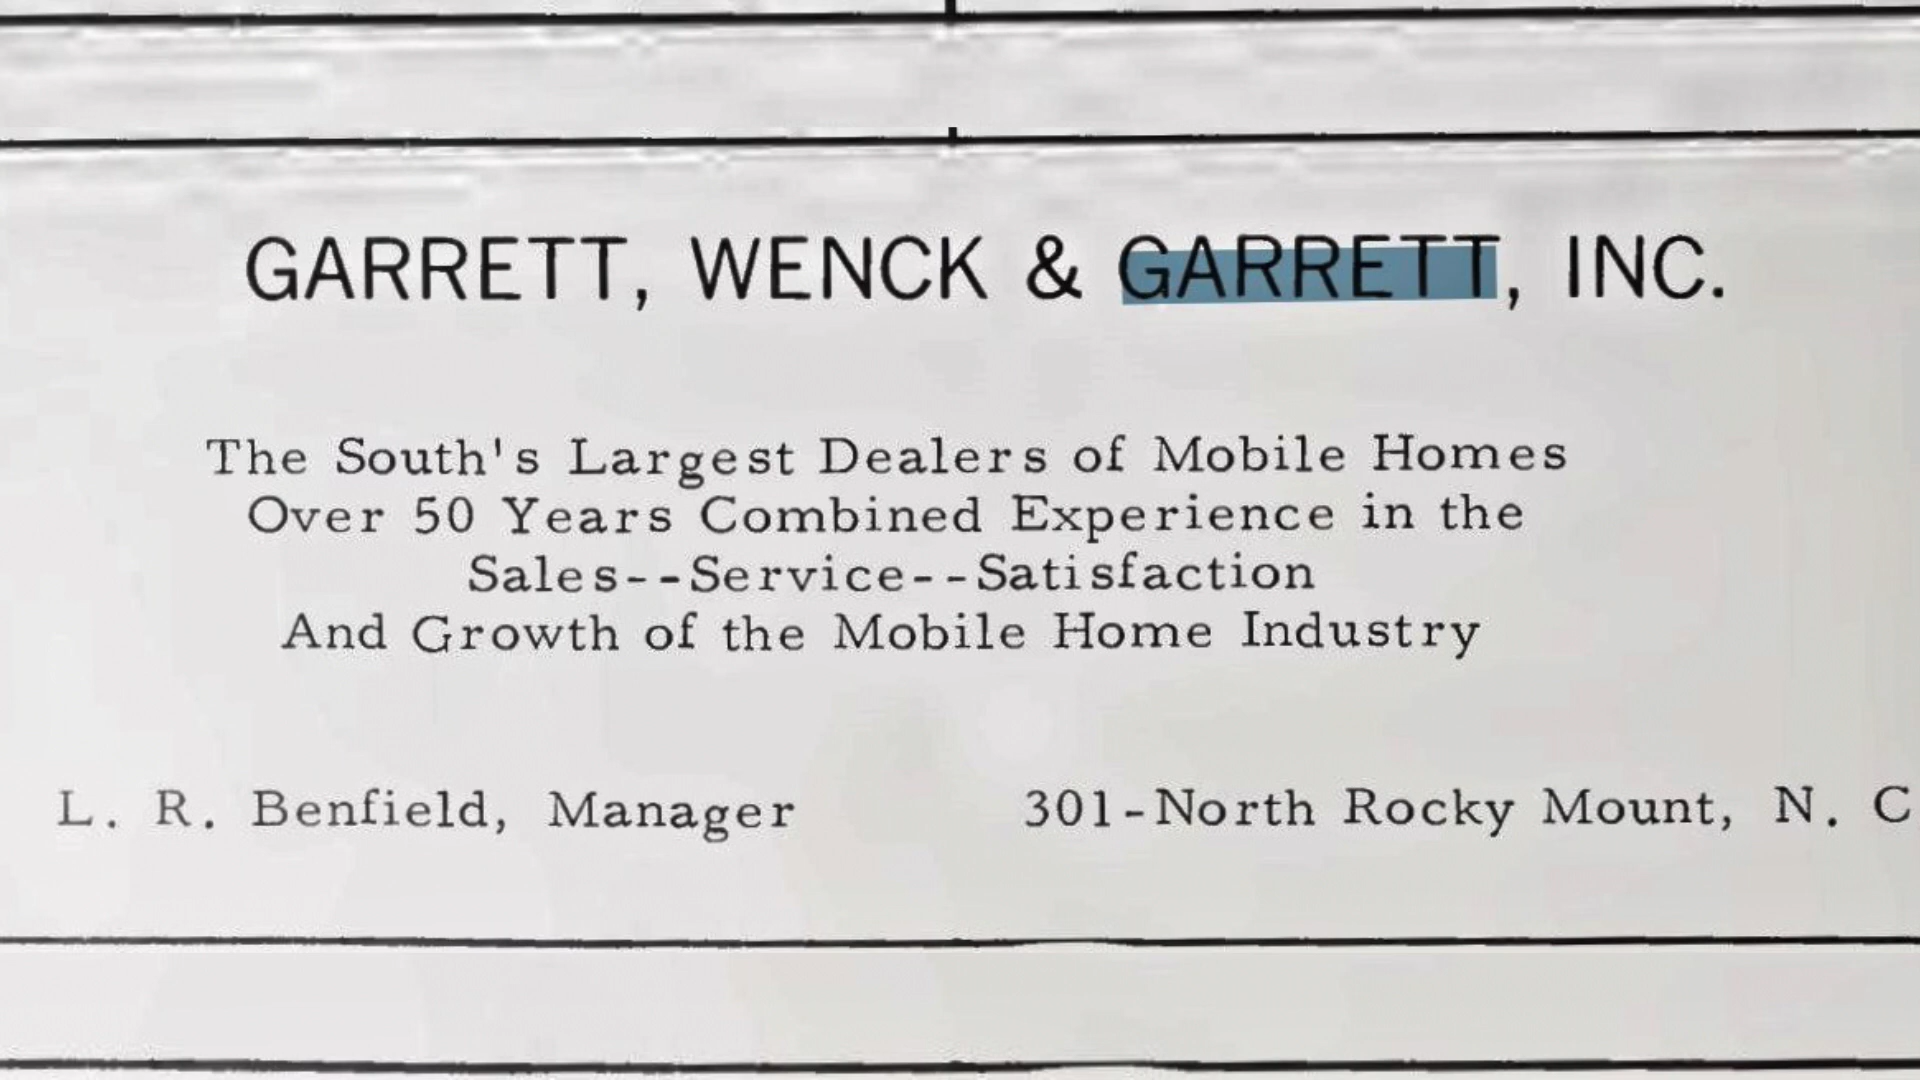 GARRETT, WENCK & GARRETT, INC.
The South's Largest Dealers of Mobile Homes
Over 50 Years Combined Experience in the
Sales--Service--Satisfaction
And Growth of the Mobile Home Industry
L. R. Benfield, Manager 301-North Rocky Mount, N. C